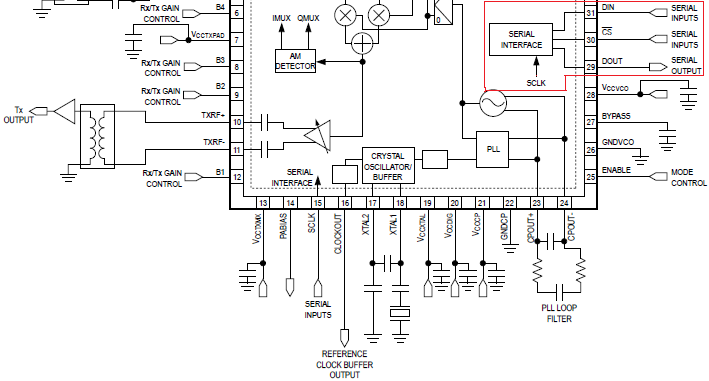 Rx/Tx GAIN
CONTROL
B4
6
VCCTXPAD
7
Rx/Tx GAIN
CONTROL
B3
8
Rx/Tx GAIN
CONTROL
B2
9
Tx
OUTPUT
TXRF+
10
TXRF-
11
Rx/Tx GAIN
CONTROL
B1
12
IMUX
QMUX
AM
DETECTOR
0
SERIAL
INTERFACE
SCLK
CRYSTAL
OSCILLATOR/
BUFFER
PLL
SERIAL
INTERFACE
31
DIN
SERIAL
INPUTS
30
CS
SERIAL
INPUTS
29
DOUT
SERIAL
OUTPUT
28
VCCVCO
27
BYPASS
26
GNDVCO
25
ENABLE
MODE
CONTROL
13
14
15
16
17
18
19
20
21
22
23
24
VCCTXMX
PABIAS
SCLK
CLOCKOUT
XTAL2
XTAL1
VCCXTAL
VCCDIG
VCCCP
GNDCP
CPOUT+
CPOUT-
SERIAL
INPUTS
PLL LOOP
FILTER
REFERENCE
CLOCK BUFFER
OUTPUT